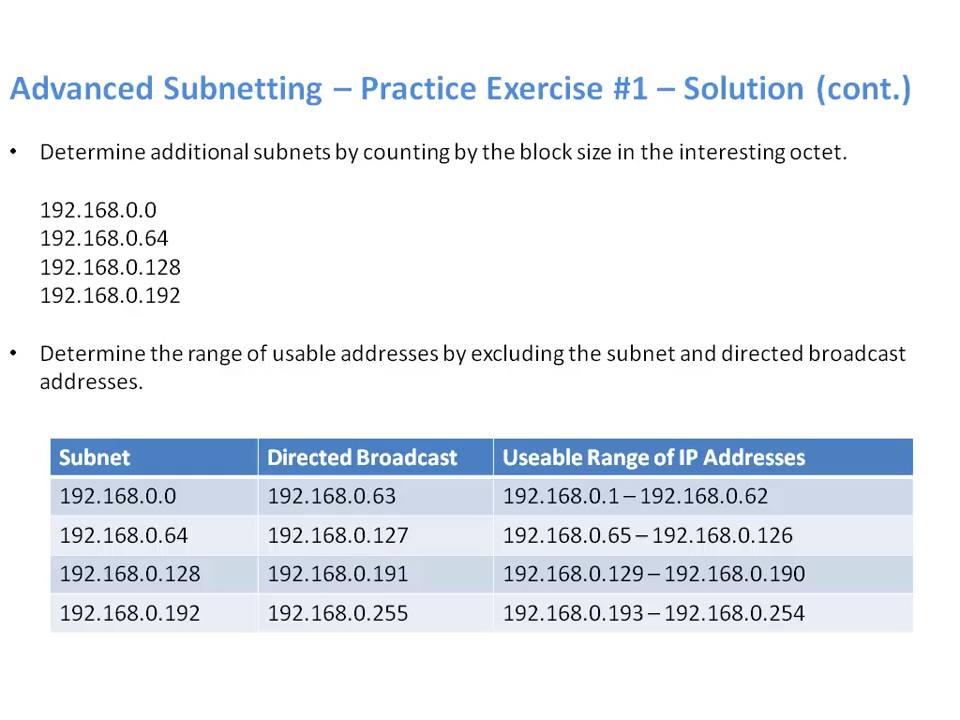 Advanced Subnetting – Practice Exercise #1 – Solution (cont.)
• Determine additional subnets by counting by the block size in the interesting octet.
192.168.0.0
192.168.0.64
192.168.0.128
192.168.0.192
• Determine the range of usable addresses by excluding the subnet and directed broadcast
addresses.
Subnet Directed Broadcast Useable Range of IP Addresses
192.168.0.0 192.168.0.63 192.168.0.1 – 192.168.0.62
192.168.0.64 192.168.0.127 192.168.0.65 – 192.168.0.126
192.168.0.128 192.168.0.191 192.168.0.129 – 192.168.0.190
192.168.0.192 192.168.0.255 192.168.0.193 – 192.168.0.254